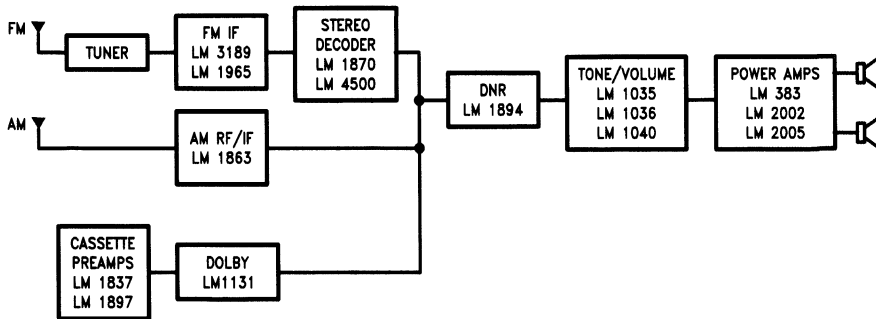 FM
TUNER
FM IF
LM 3189
LM 1965
STEREO
DECODER
LM 1870
LM 4500
AM
AM RF/IF
LM 1863
CASSETTE
PREAMPS
LM 1837
LM 1897
DOLBY
LM1131
DNR
LM 1894
TONE/VOLUME
LM 1035
LM 1036
LM 1040
POWER AMPS
LM 383
LM 2002
LM 2005